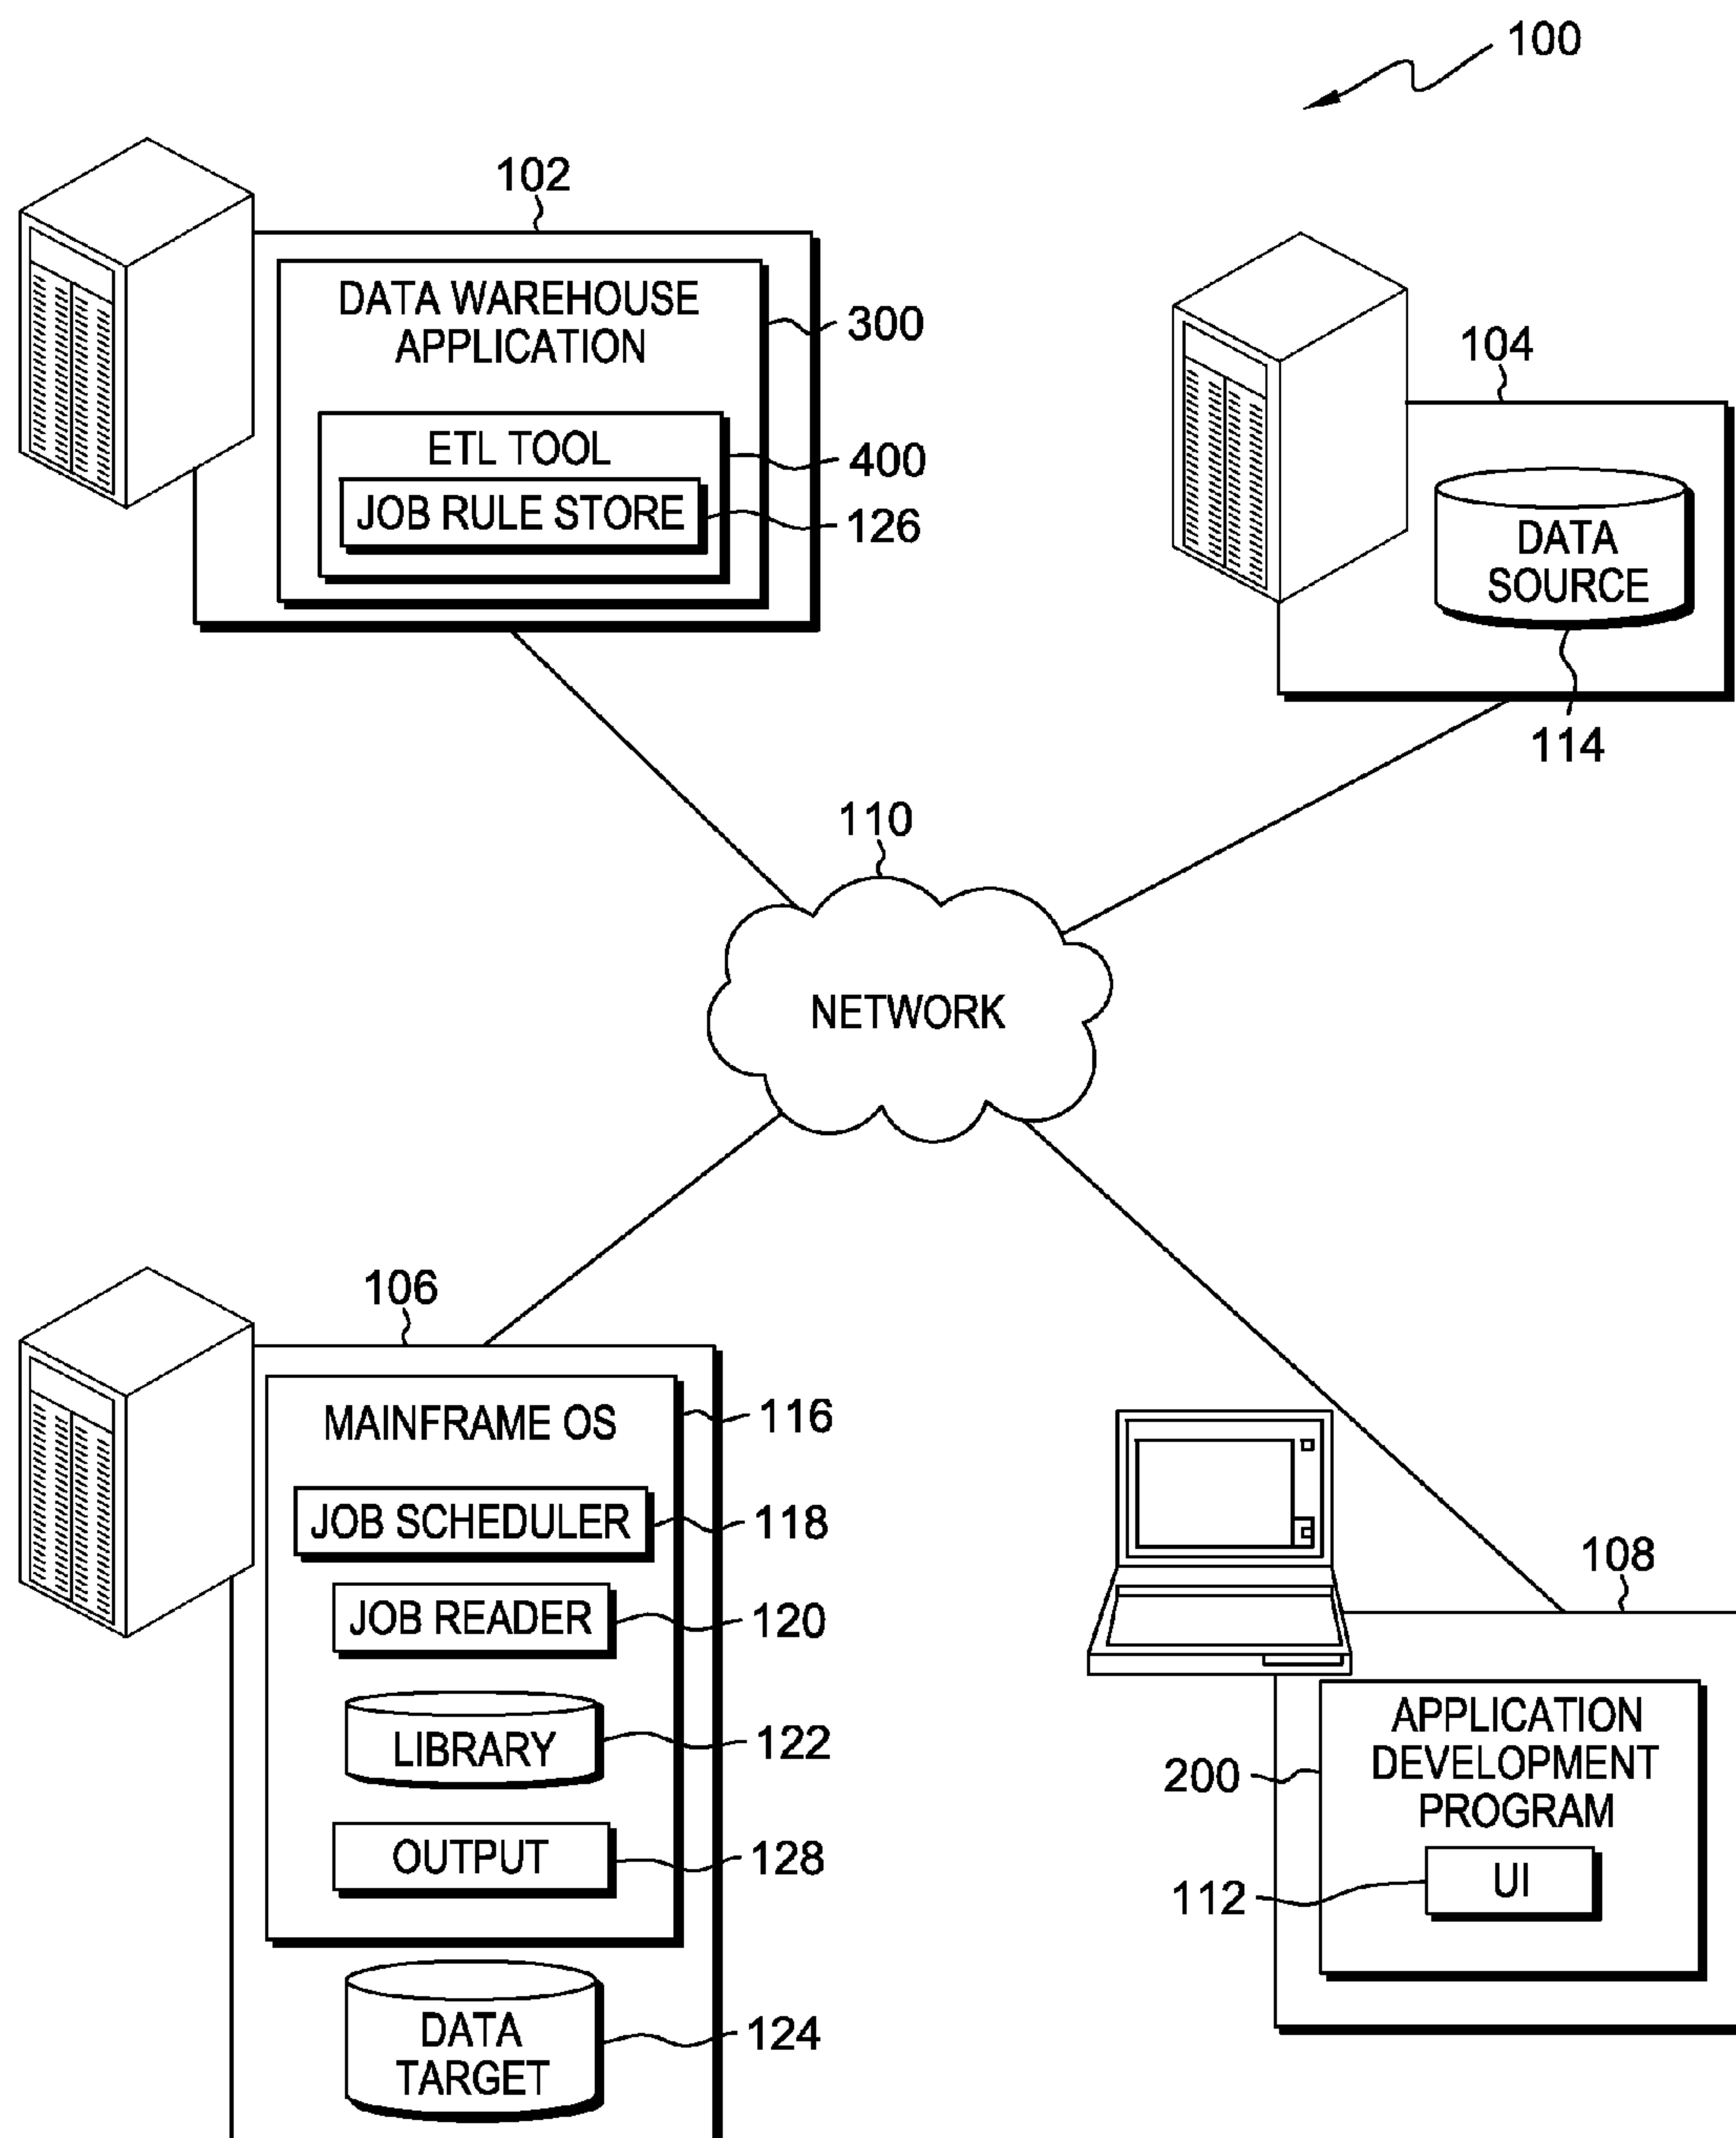 100
102
DATA WAREHOUSE
APPLICATION
300
ETL TOOL
400
JOB RULE STORE
126
104
DATA
SOURCE
114
110
NETWORK
106
MAINFRAME OS
116
JOB SCHEDULER
118
JOB READER
120
LIBRARY
122
OUTPUT
128
DATA
TARGET
124
108
APPLICATION
DEVELOPMENT
PROGRAM
200
UI
112